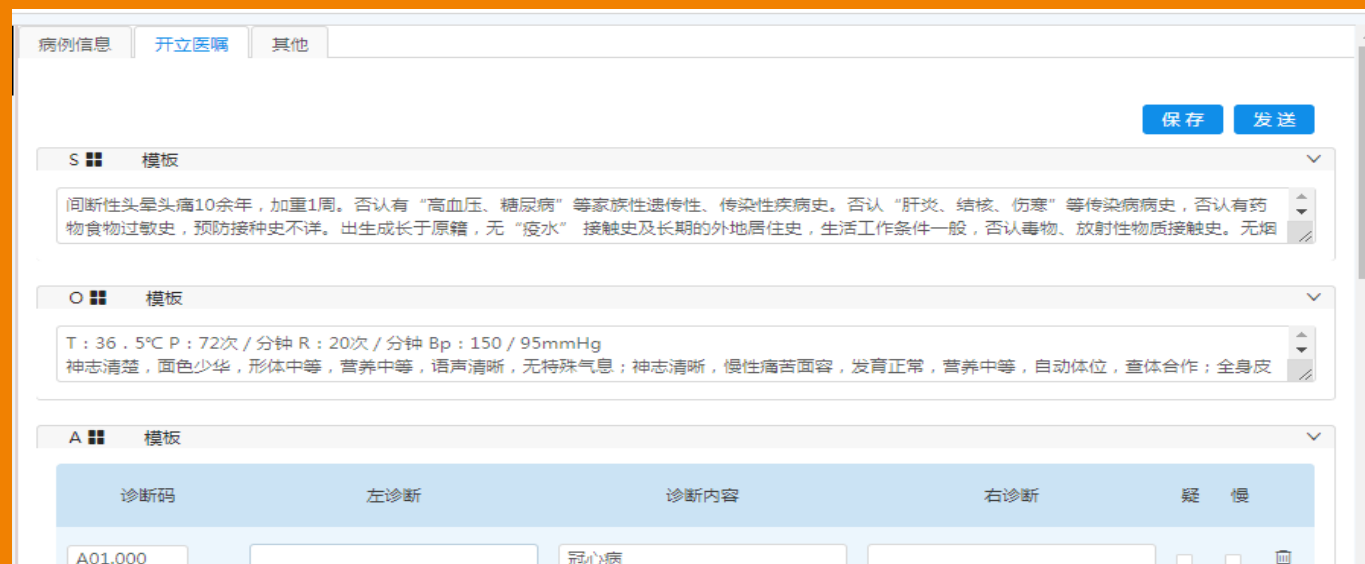 病例信息 开立医嘱 其他
保存 发送
S 模板
间断性头晕头痛10余年，加重1周。否认有“高血压、糖尿病”等家族性遗传性、传染性疾病史。否认“肝炎、结核、伤寒”等传染病病史，否认有药
物食物过敏史，预防接种史不详。出生成长于原籍，无“疫水” 接触史及长期的外地居住史，生活工作条件一般，否认毒物、放射性物质接触史。无烟
O 模板
T：36．5℃ P：72次／分钟 R：20次／分钟 Bp：150／95mmHg
神志清楚，面色少华，形体中等，营养中等，语声清晰，无特殊气息；神志清晰，慢性痛苦面容，发育正常，营养中等，自动体位，查体合作；全身皮
A 模板
诊断码 左诊断 诊断内容 右诊断 疑 慢
A01.000 冠心病